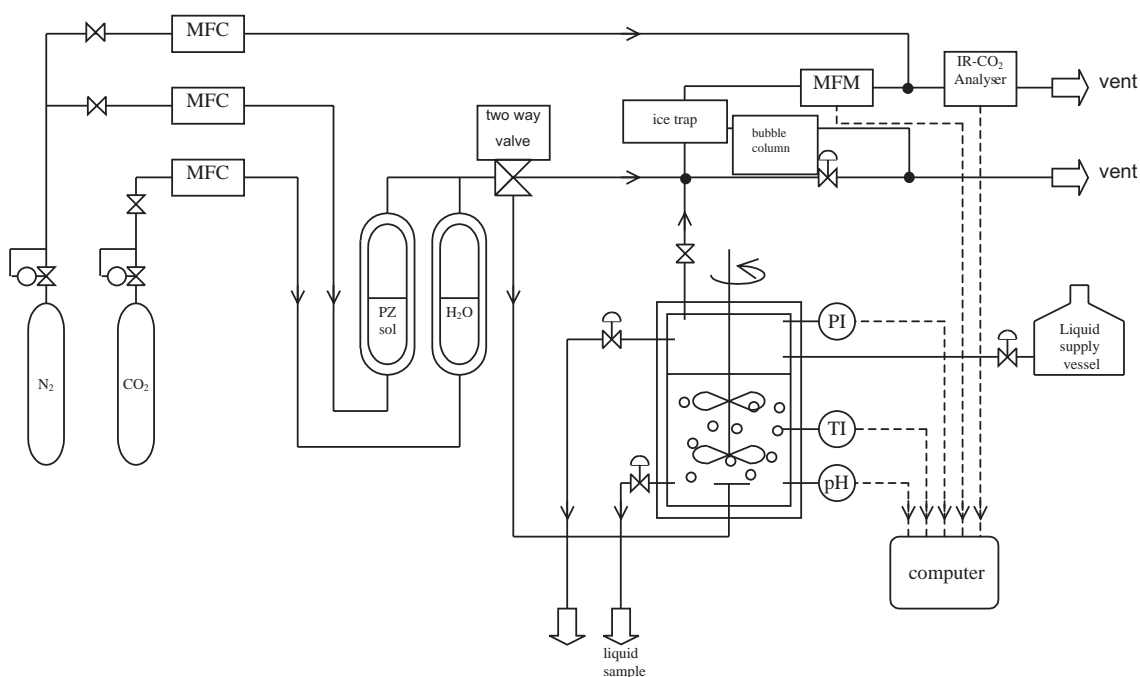 MFC
MFC
MFC
two way
valve
ice trap
bubble
column
MFM
IR-CO₂
Analyser
vent
vent
PZ
sol
H₂O
N₂
CO₂
PI
TI
pH
Liquid
supply
vessel
computer
liquid
sample